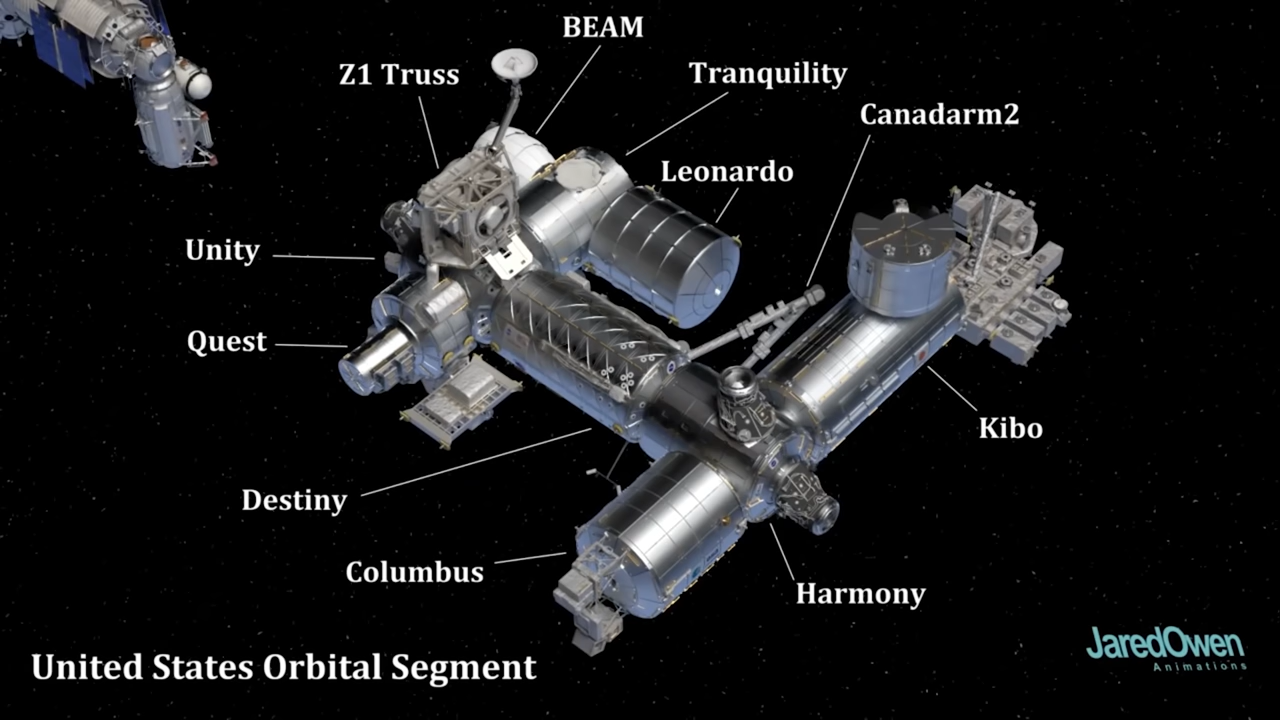 BEAM
Z1 Truss
Tranquility
Canadarm2
Leonardo
Unity
Quest
Kibo
Destiny
Columbus
Harmony
United States Orbital Segment
JaredOwen
Animations